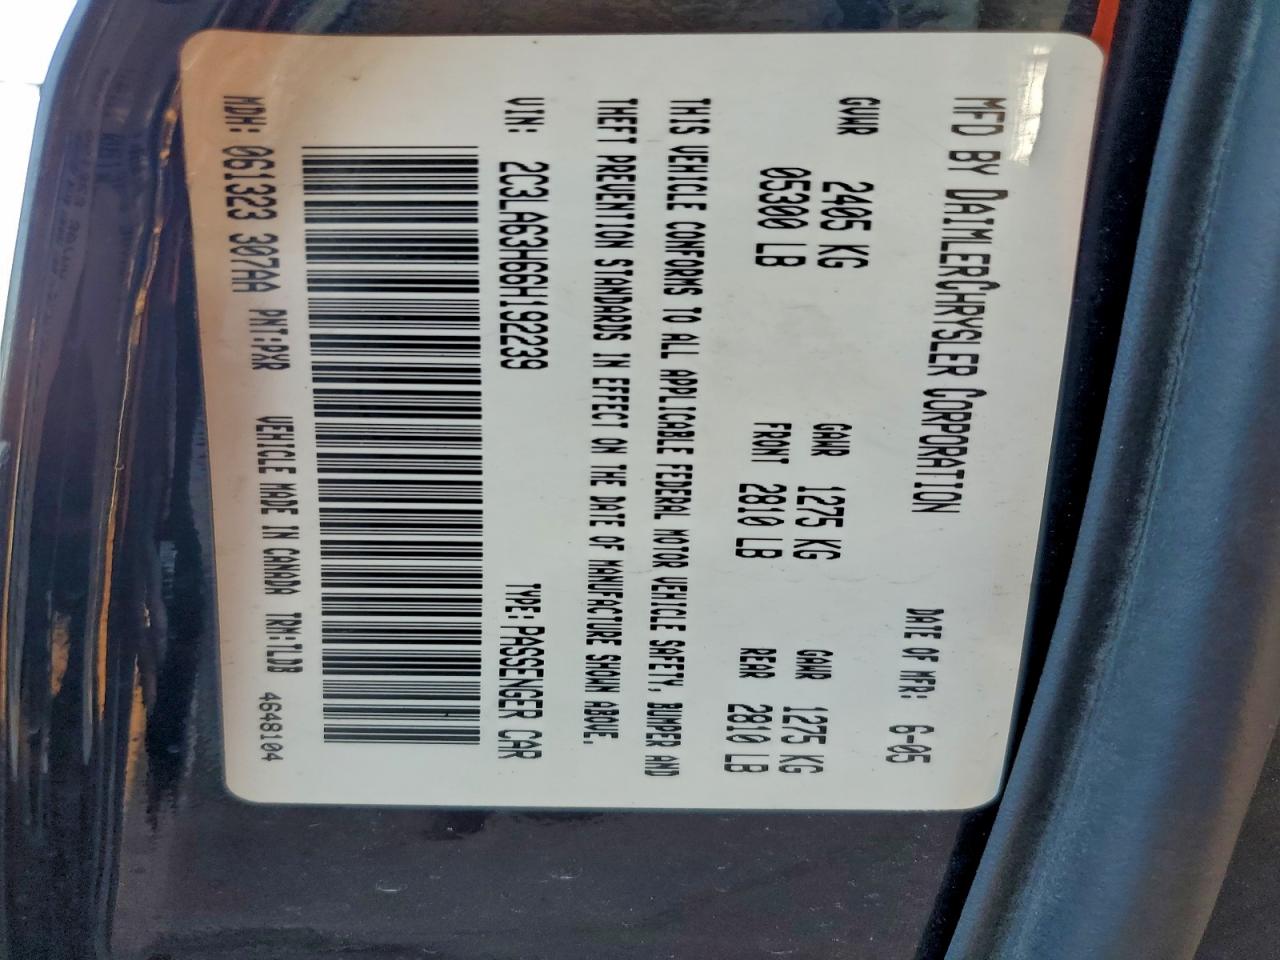 MFD BY DAIMLERCHRYSLER CORPORATION DATE OF MFR: 6-05
GVWR 2405 KG GAWR 1275 KG GAWR 1275 KG
05300 LB FRONT 2810 LB REAR 2810 LB
THIS VEHICLE CONFORMS TO ALL APPLICABLE FEDERAL MOTOR VEHICLE SAFETY, BUMPER AND
THEFT PREVENTION STANDARDS IN EFFECT ON THE DATE OF MANUFACTURE SHOWN ABOVE.
VIN: 2C3LA63H66H192239 TYPE: PASSENGER CAR
MDH: 061323 307AA PNT:PXR VEHICLE MADE IN CANADA TRM:TLDB 4648104